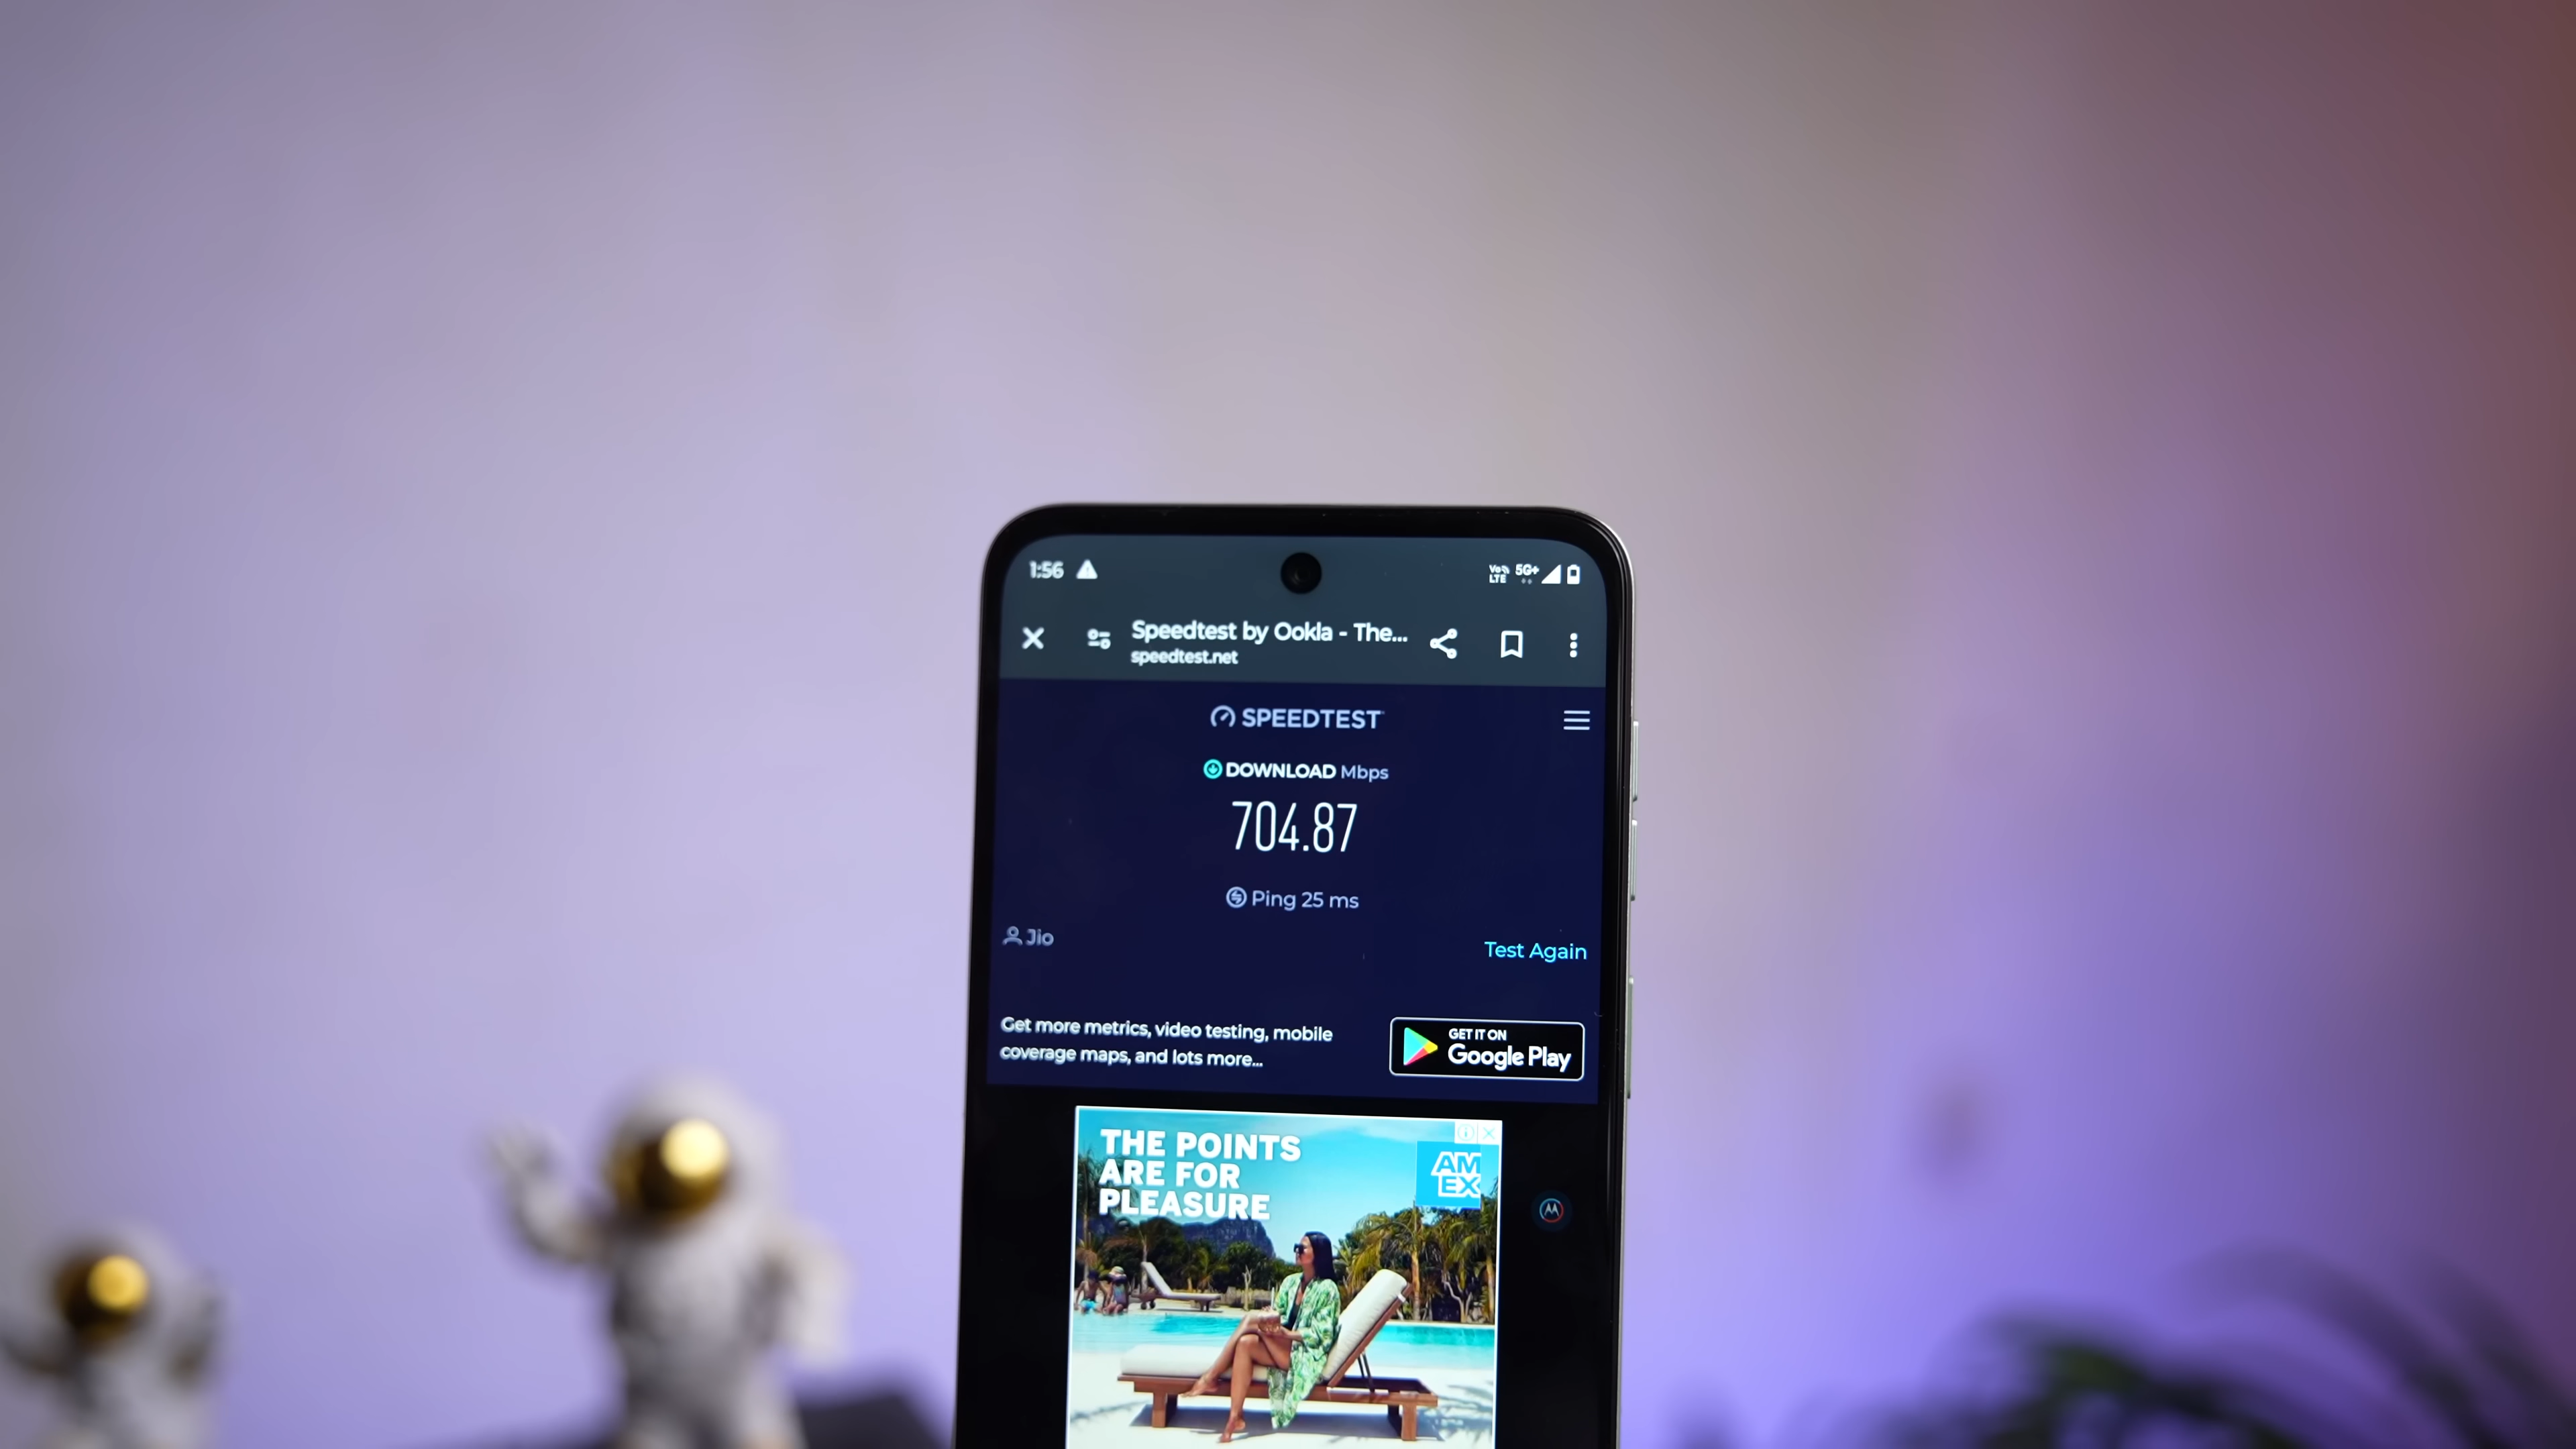 1:56
Vo
LTE
5G+
Speedtest by Ookla - The...
speedtest.net
SPEEDTEST
DOWNLOAD Mbps
704.87
Ping 25 ms
Jio
Test Again
Get more metrics, video testing, mobile
coverage maps, and lots more...
GET IT ON
Google Play
THE POINTS
ARE FOR
PLEASURE
AM
EX